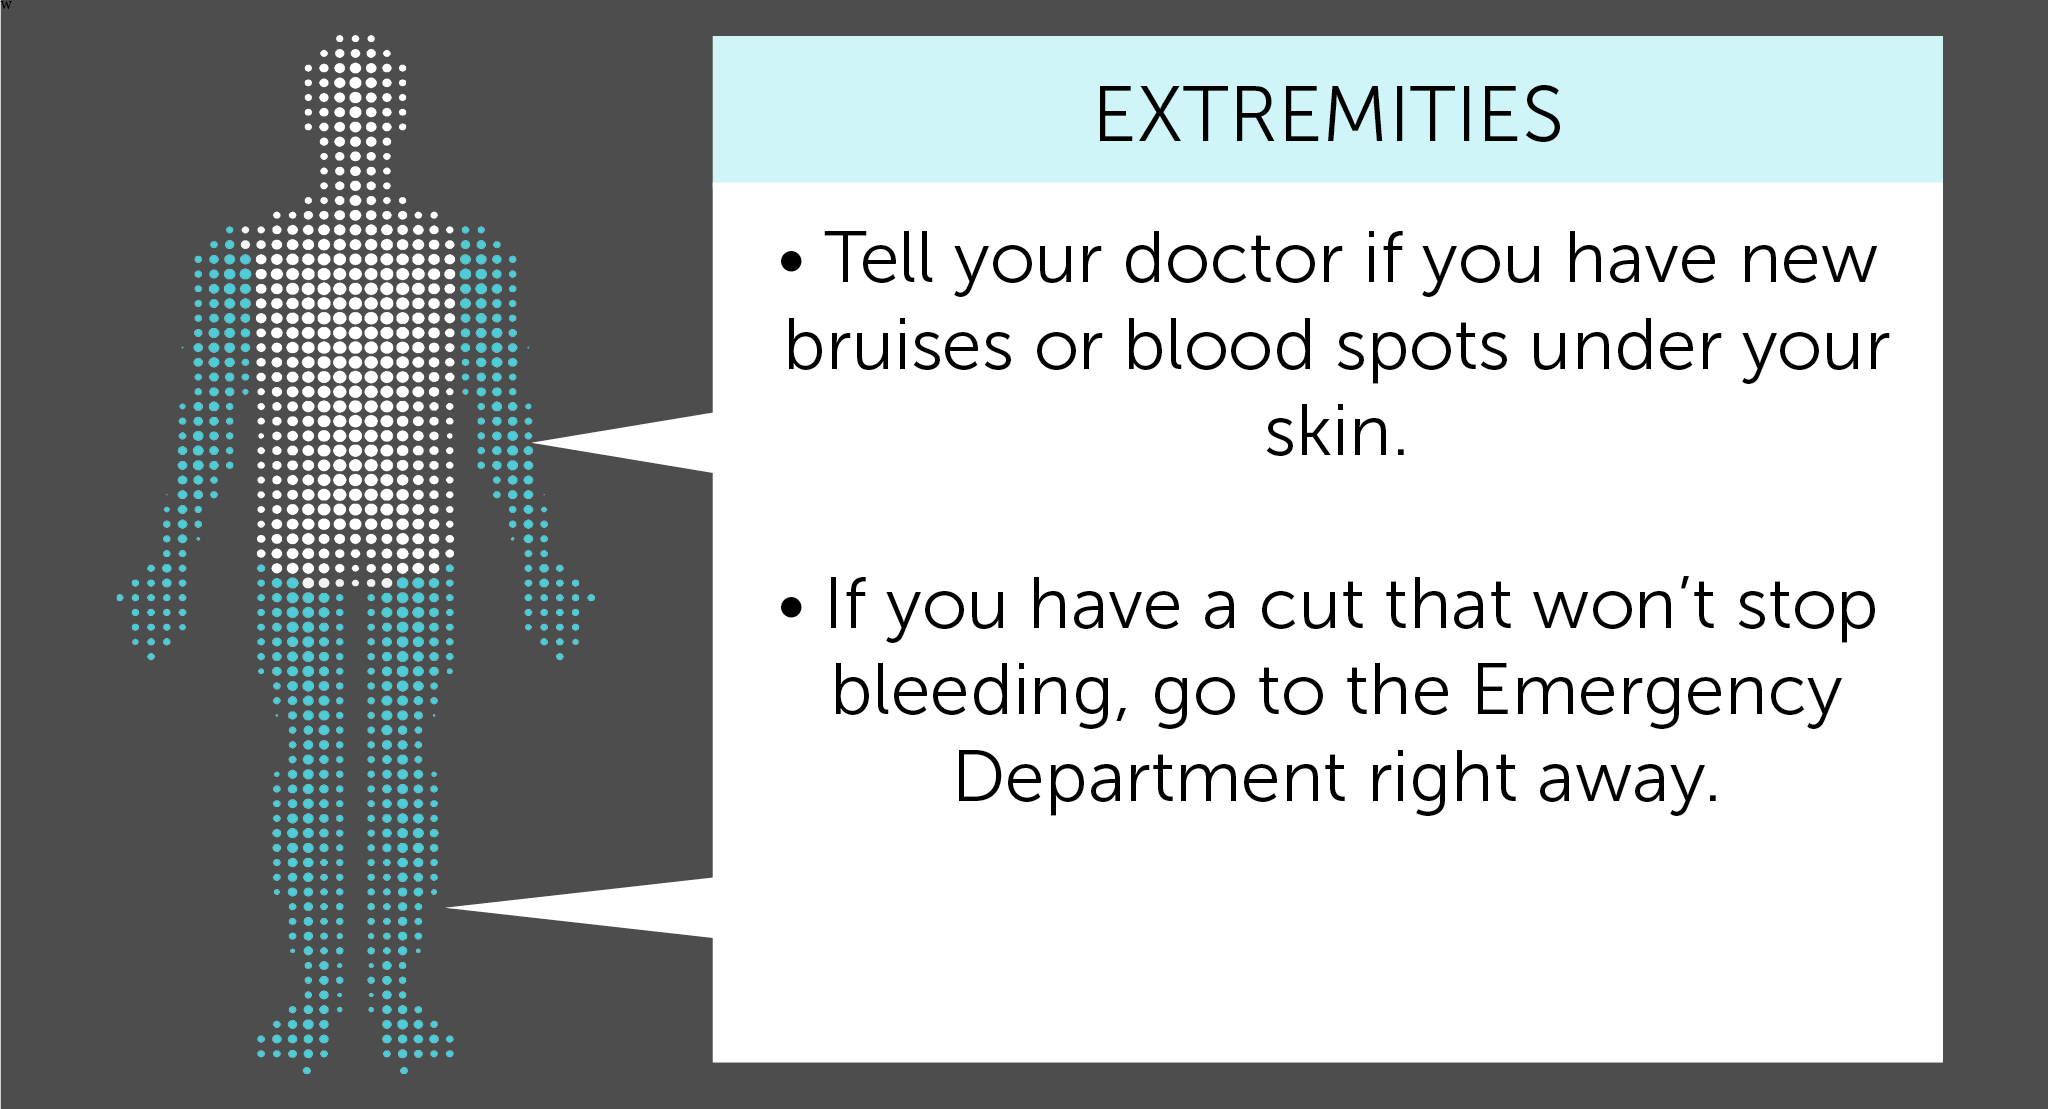 w
EXTREMITIES
• Tell your doctor if you have new
bruises or blood spots under your
skin.
• If you have a cut that won’t stop
bleeding, go to the Emergency
Department right away.